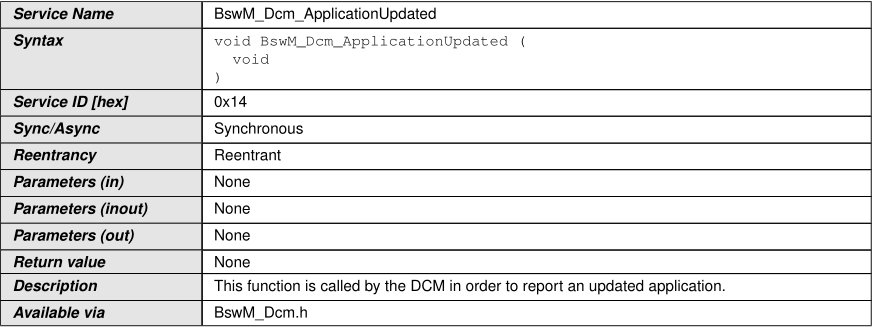 Service Name BswM_Dcm_ApplicationUpdated
Syntax void BswM_Dcm_ApplicationUpdated (
void
)
Service ID [hex] 0x14
Sync/Async Synchronous
Reentrancy Reentrant
Parameters (in) None
Parameters (inout) None
Parameters (out) None
Return value None
Description This function is called by the DCM in order to report an updated application.
Available via BswM_Dcm.h